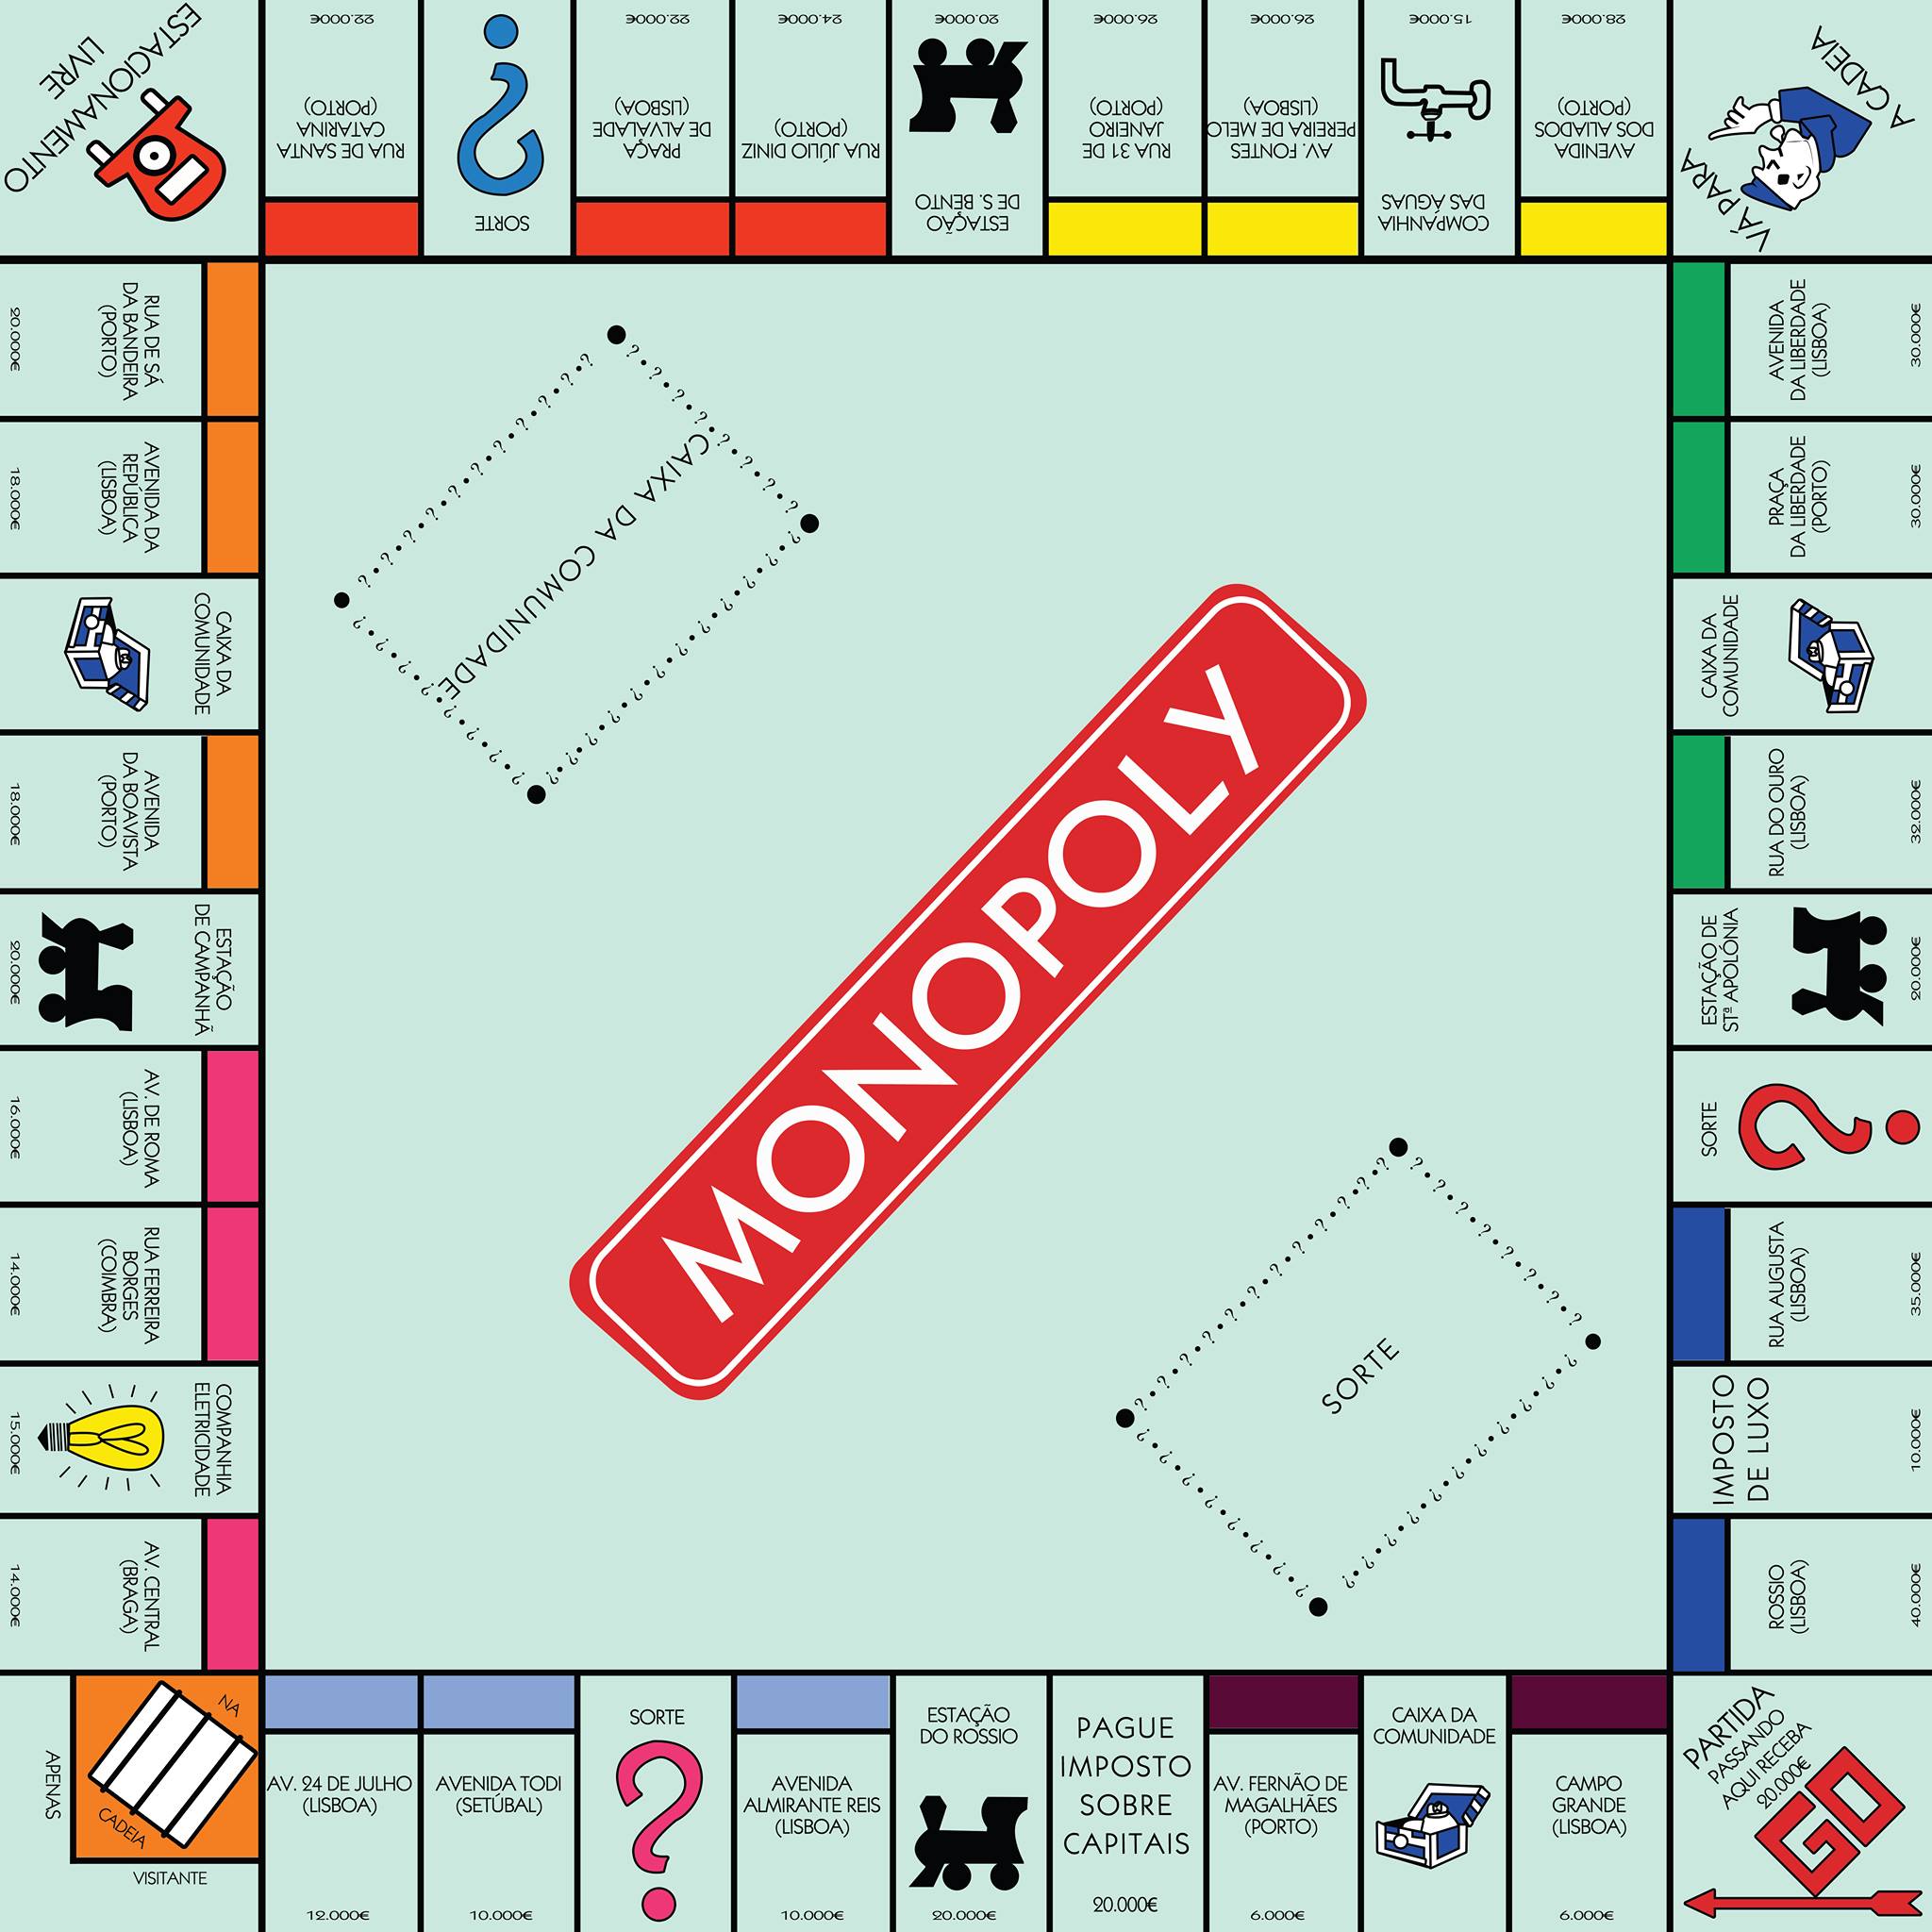 ESTACIONAMENTO
LIVRE
RUA DE SANTA
CATARINA
(PORTO)
22.000€
SORTE
PRAÇA
DE ALVALADE
(LISBOA)
22.000€
RUA JÚLIO DINIZ
(PORTO)
24.000€
ESTAÇÃO
DE S. BENTO
20.000€
RUA 31 DE
JANEIRO
(PORTO)
26.000€
AV. FONTES
PEREIRA DE MELO
(LISBOA)
26.000€
COMPANHIA
DAS ÁGUAS
15.000€
AVENIDA
DOS ALIADOS
(PORTO)
28.000€
VÁ PARA
A CADEIA
AVENIDA
DA LIBERDADE
(LISBOA)
30.000€
PRAÇA
DA LIBERDADE
(PORTO)
30.000€
CAIXA DA
COMUNIDADE
RUA DO OURO
(LISBOA)
32.000€
ESTAÇÃO DE
STª APOLÓNIA
20.000€
SORTE
RUA AUGUSTA
(LISBOA)
35.000€
IMPOSTO
DE LUXO
10.000€
ROSSIO
(LISBOA)
40.000€
PARTIDA
PASSANDO
AQUI RECEBA
20.000€
GO
CAMPO
GRANDE
(LISBOA)
6.000€
CAIXA DA
COMUNIDADE
AV. FERNÃO DE
MAGALHÃES
(PORTO)
6.000€
PAGUE
IMPOSTO
SOBRE
CAPITAIS
20.000€
ESTAÇÃO
DO ROSSIO
20.000€
AVENIDA
ALMIRANTE REIS
(LISBOA)
10.000€
SORTE
AVENIDA TODI
(SETÚBAL)
10.000€
AV. 24 DE JULHO
(LISBOA)
12.000€
NA
CADEIA
APENAS
VISITANTE
AV. CENTRAL
(BRAGA)
14.000€
COMPANHIA
ELETRICIDADE
15.000€
RUA FERREIRA
BORGES
(COIMBRA)
14.000€
AV. DE ROMA
(LISBOA)
16.000€
ESTAÇÃO
DE CAMPANHÃ
20.000€
AVENIDA
DA BOAVISTA
(PORTO)
18.000€
CAIXA DA
COMUNIDADE
AVENIDA DA
REPÚBLICA
(LISBOA)
18.000€
RUA DE SÁ
DA BANDEIRA
(PORTO)
20.000€
CAIXA DA COMUNIDADE
MONOPOLY
SORTE